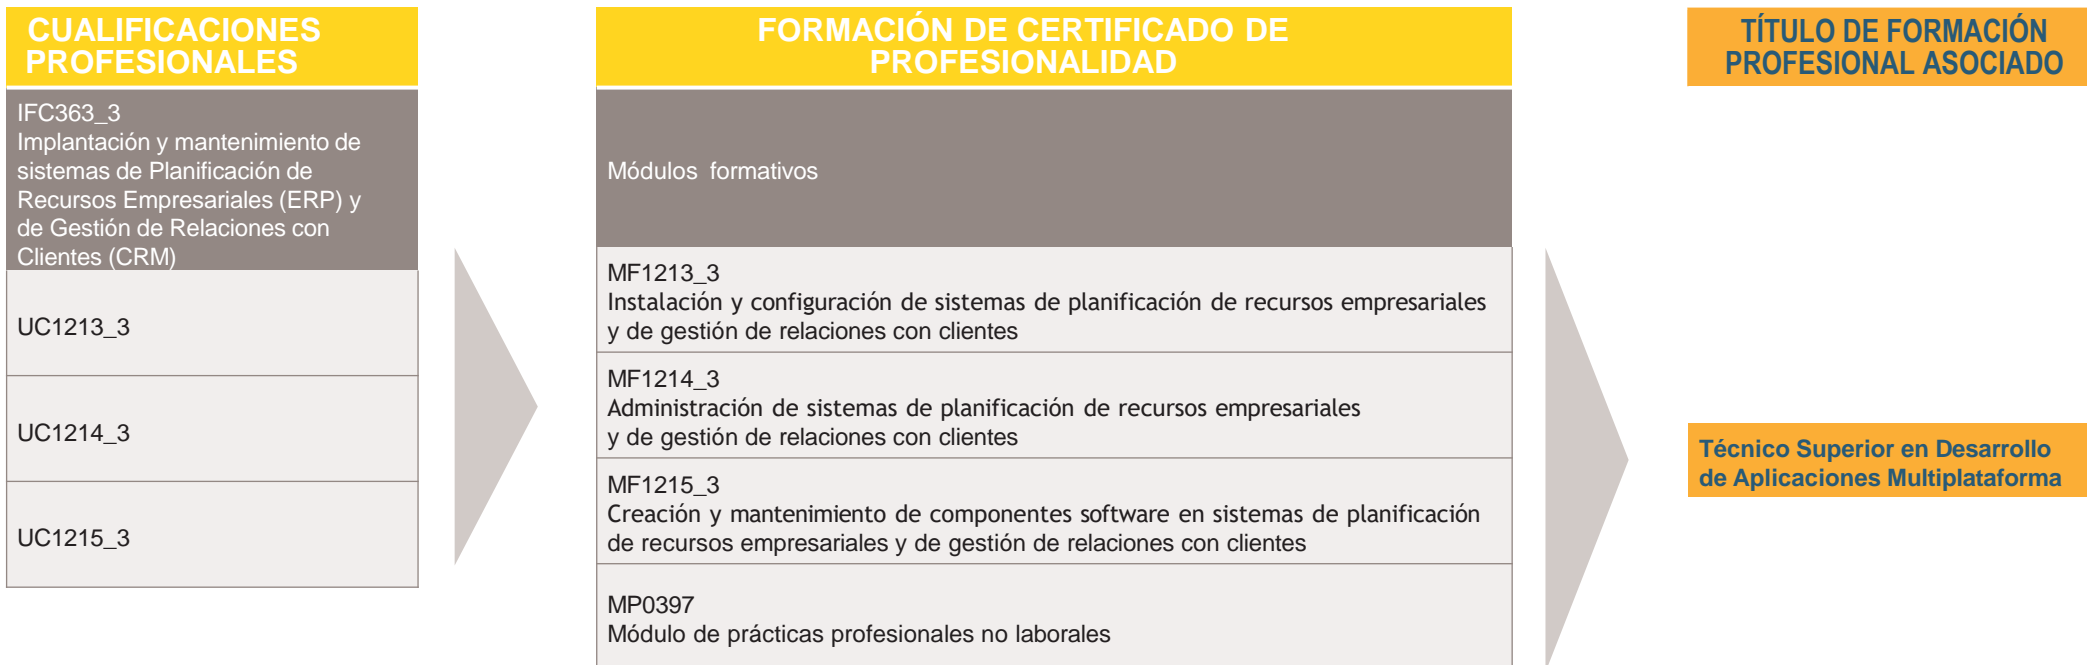 CUALIFICACIONES
PROFESIONALES
IFC363_3
Implantación y mantenimiento de
sistemas de Planificación de
Recursos Empresariales (ERP) y
de Gestión de Relaciones con
Clientes (CRM)
UC1213_3
UC1214_3
UC1215_3
FORMACIÓN DE CERTIFICADO DE
PROFESIONALIDAD
Módulos formativos
MF1213_3
Instalación y configuración de sistemas de planificación de recursos empresariales
y de gestión de relaciones con clientes
MF1214_3
Administración de sistemas de planificación de recursos empresariales
y de gestión de relaciones con clientes
MF1215_3
Creación y mantenimiento de componentes software en sistemas de planificación
de recursos empresariales y de gestión de relaciones con clientes
MP0397
Módulo de prácticas profesionales no laborales
TÍTULO DE FORMACIÓN
PROFESIONAL ASOCIADO
Técnico Superior en Desarrollo
de Aplicaciones Multiplataforma